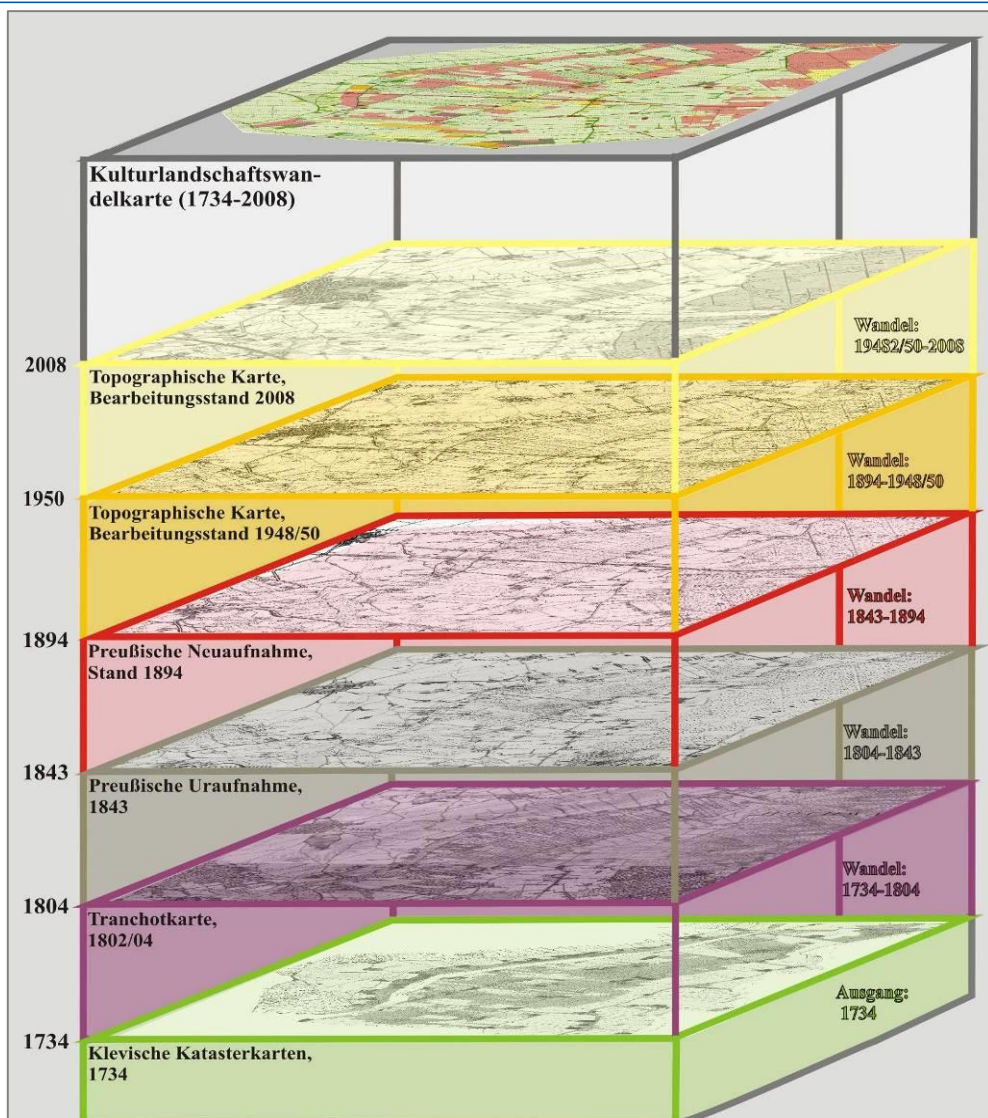 Kulturlandschaftswan-
delkarte (1734-2008)
Wandel:
19482/50-2008
2008
Topographische Karte,
Bearbeitungsstand 2008
Wandel:
1894-1948/50
1950
Topographische Karte,
Bearbeitungsstand 1948/50
Wandel:
1843-1894
1894
Preußische Neuaufnahme,
Stand 1894
Wandel:
1804-1843
1843
Preußische Uraufnahme,
1843
Wandel:
1734-1804
1804
Tranchotkarte,
1802/04
Ausgang:
1734
1734
Klevische Katasterkarten,
1734